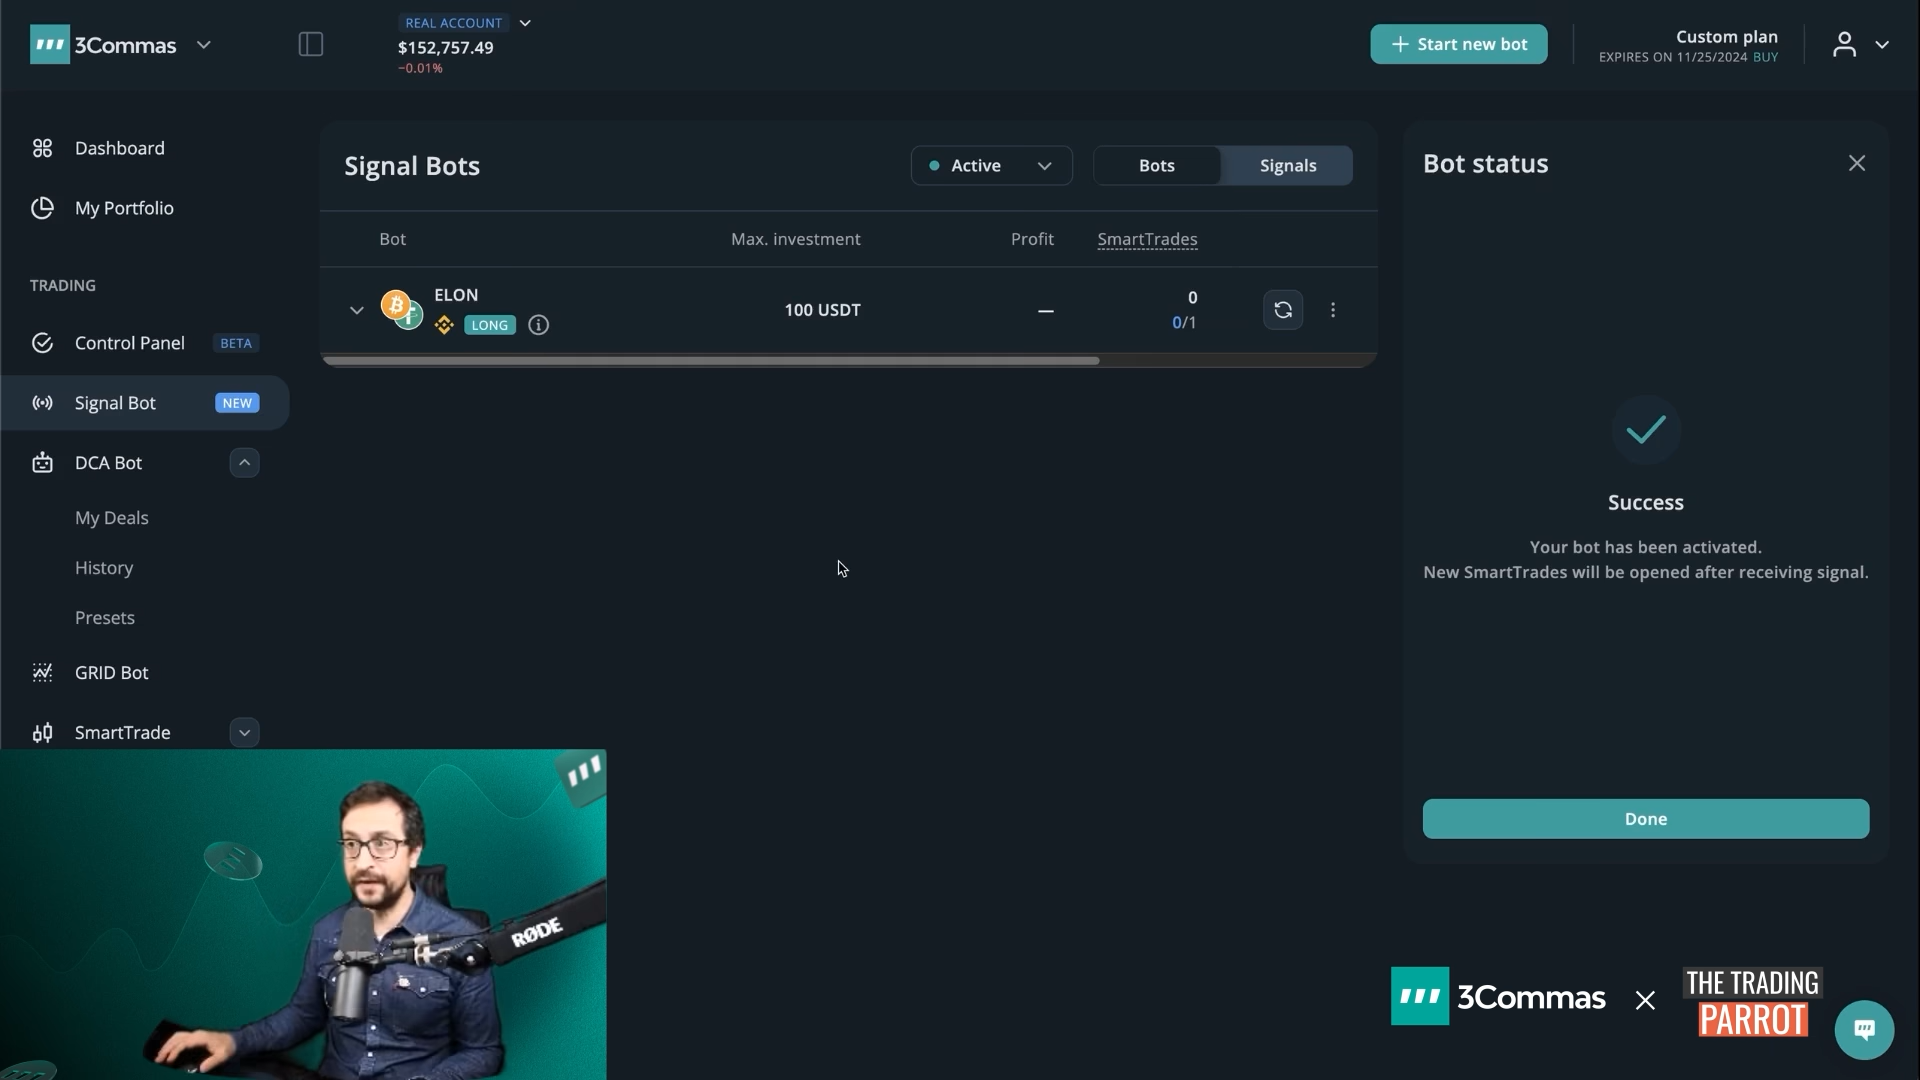 3Commas
REAL ACCOUNT
$152,757.49
−0.01%
Start new bot
Custom plan
EXPIRES ON 11/25/2024 BUY
Dashboard
My Portfolio
TRADING
Control Panel BETA
Signal Bot NEW
DCA Bot
My Deals
History
Presets
GRID Bot
SmartTrade
Signal Bots
Active
Bots
Signals
Bot Max. investment Profit SmartTrades
ELON
LONG
100 USDT
—
0
0/1
Bot status
Success
Your bot has been activated.
New SmartTrades will be opened after receiving signal.
Done
RØDE
3Commas
THE TRADING
PARROT